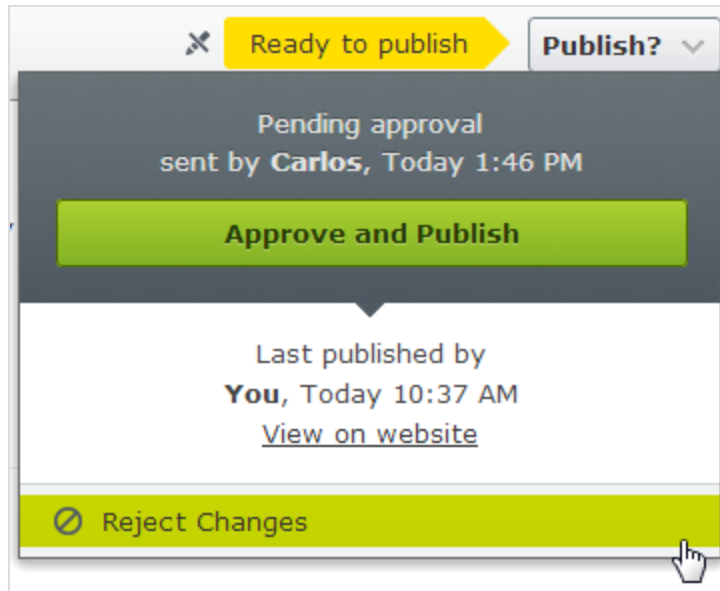 Ready to publish
Publish?
Pending approval
sent by Carlos, Today 1:46 PM
Approve and Publish
Last published by
You, Today 10:37 AM
View on website
Reject Changes